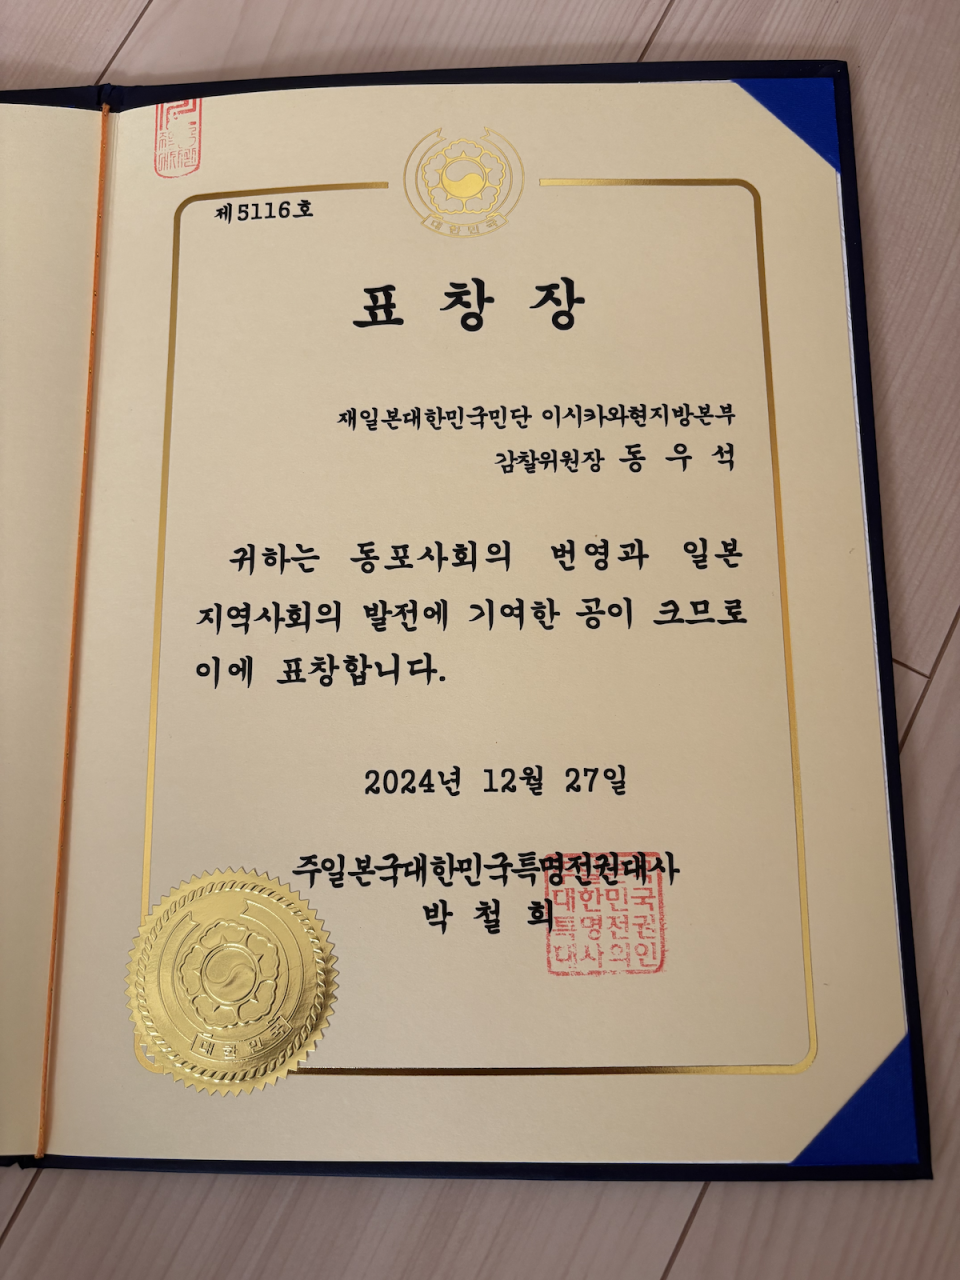 대한민국
제5116호
표 창 장
재일본대한민국민단 이시카와현지방본부
감찰위원장 동 우 석
귀하는 동포사회의 번영과 일본
지역사회의 발전에 기여한 공이 크므로
이에 표창합니다.
2024년 12월 27일
주일본국대한민국특명전권대사
박 철 희
대한민국
특명전권
대사의인
대한민국